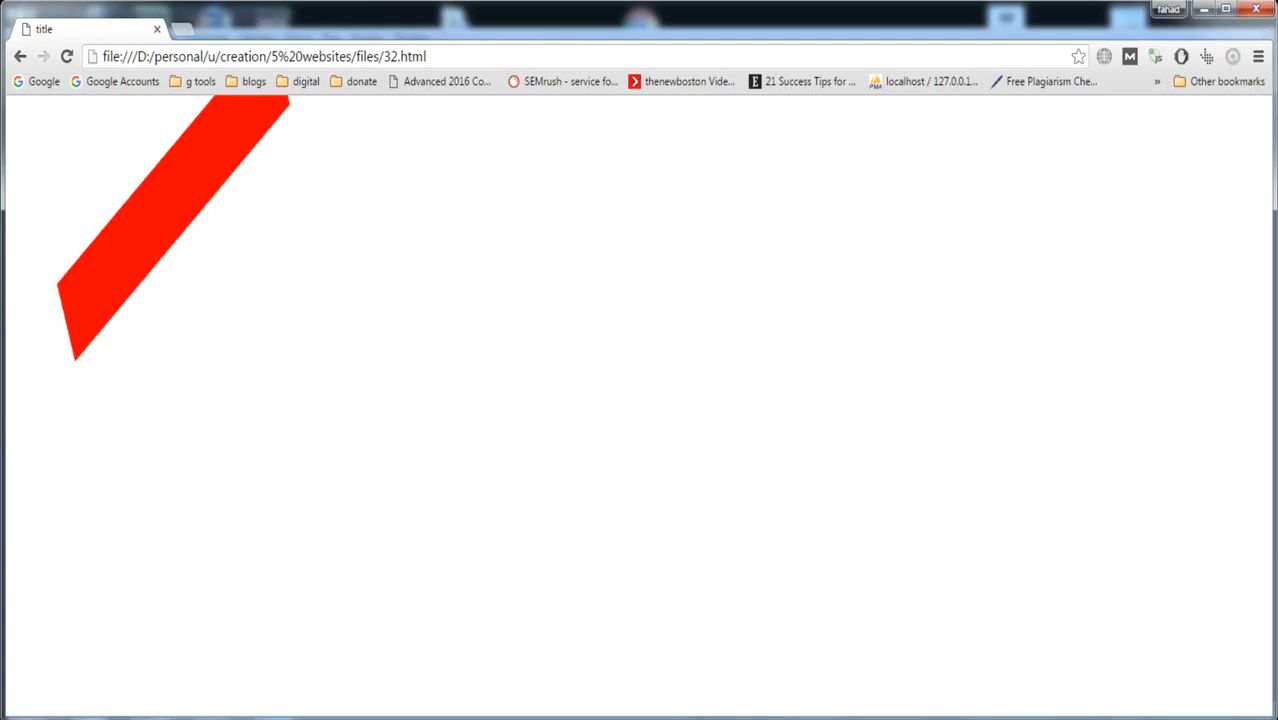 fahad
title
file:///D:/personal/u/creation/5%20websites/files/32.html
Google Google Accounts g tools blogs digital donate Advanced 2016 Co... SEMrush - service fo... thenewboston Vide... 21 Success Tips for ... localhost / 127.0.0.1... Free Plagiarism Che... » Other bookmarks